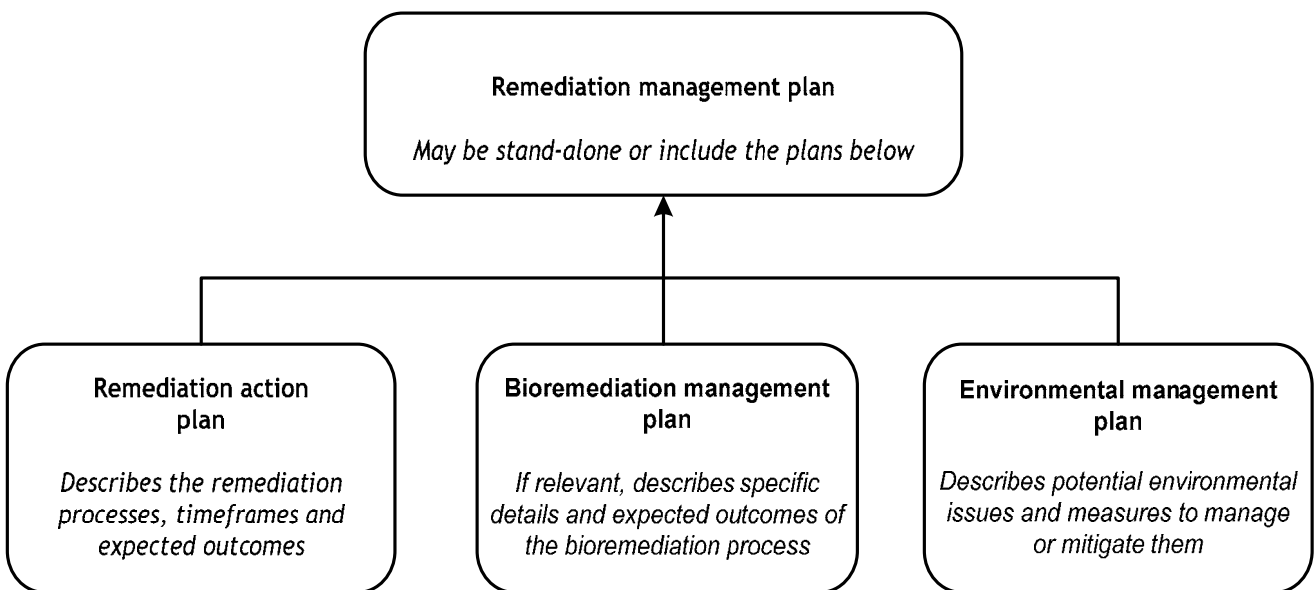 Remediation management plan
May be stand-alone or include the plans below
Remediation action
plan
Describes the remediation
processes, timeframes and
expected outcomes
Bioremediation management
plan
If relevant, describes specific
details and expected outcomes of
the bioremediation process
Environmental management
plan
Describes potential environmental
issues and measures to manage
or mitigate them